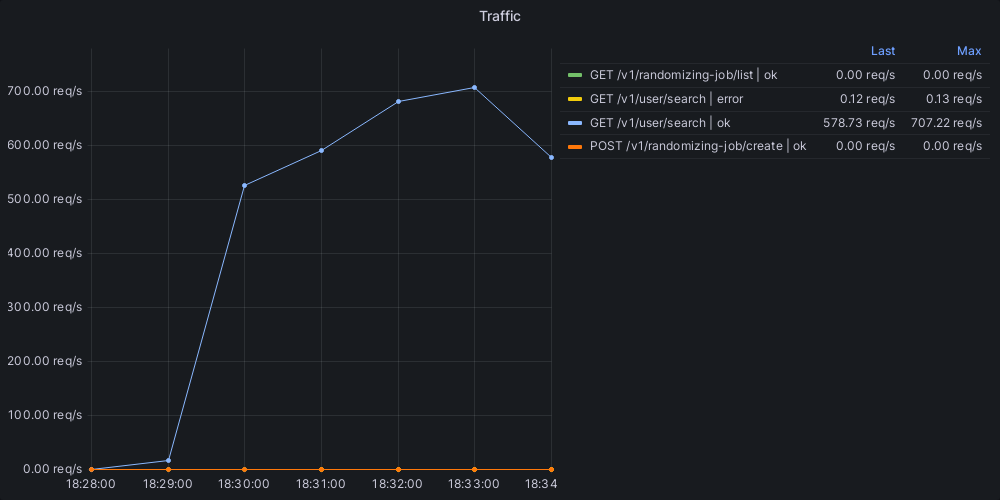 Traffic
700.00 req/s
600.00 req/s
500.00 req/s
400.00 req/s
300.00 req/s
200.00 req/s
100.00 req/s
0.00 req/s
18:28:00 18:29:00 18:30:00 18:31:00 18:32:00 18:33:00 18:34
Last Max
GET /v1/randomizing-job/list | ok 0.00 req/s 0.00 req/s
GET /v1/user/search | error 0.12 req/s 0.13 req/s
GET /v1/user/search | ok 578.73 req/s 707.22 req/s
POST /v1/randomizing-job/create | ok 0.00 req/s 0.00 req/s